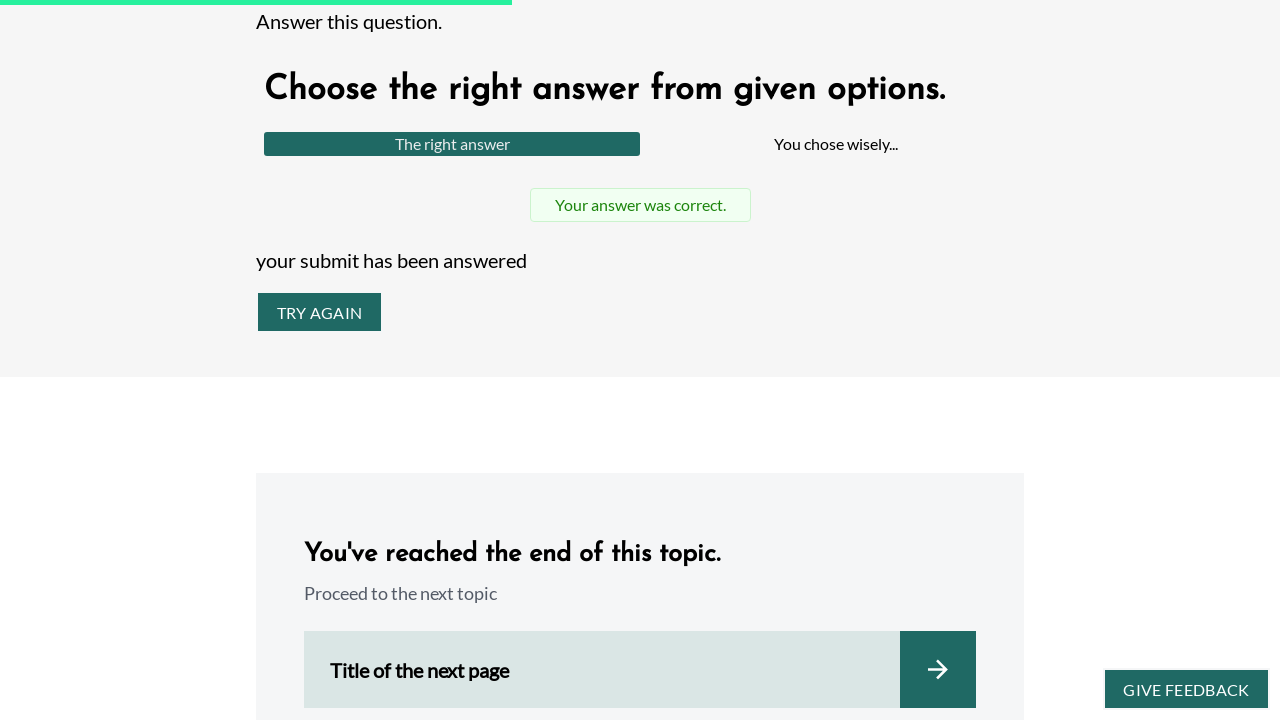 Answer this question.
Choose the right answer from given options.
The right answer
You chose wisely...
Your answer was correct.
your submit has been answered
TRY AGAIN
You've reached the end of this topic.
Proceed to the next topic
Title of the next page
GIVE FEEDBACK